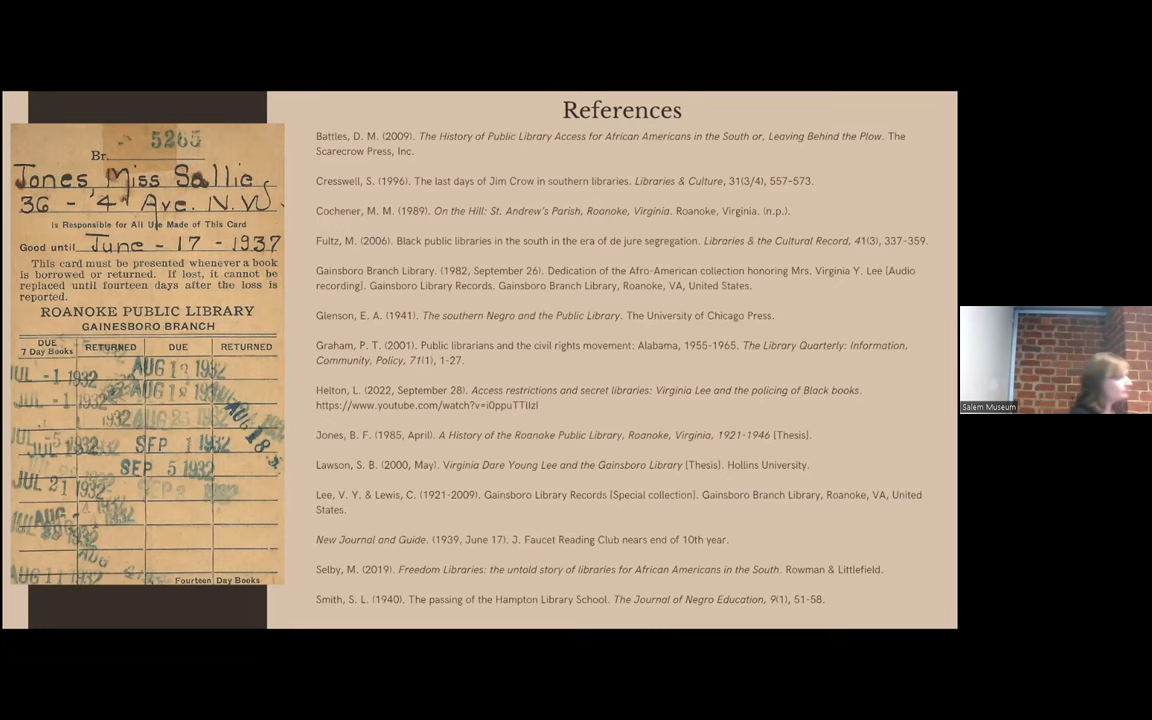 5265
Br.
Jones, Miss Sallie
36 - 4 Ave. N.W.
Is Responsible for All Use Made of This Card
Good until June - 17 - 1937
This card must be presented whenever a book
is borrowed or returned. If lost, it cannot be
replaced until fourteen days after the loss is
reported.
ROANOKE PUBLIC LIBRARY
GAINESBORO BRANCH
DUE
7 Day Books
RETURNED
DUE
RETURNED
JUL -1 1932
JUL -1 1932
SEP 1 1932
SEP 5 1932
JUL 21 1932
AUG 11 1932
Fourteen Day Books
References
Battles, D. M. (2009). The History of Public Library Access for African Americans in the South or, Leaving Behind the Plow. The
Scarecrow Press, Inc.
Cresswell, S. (1996). The last days of Jim Crow in southern libraries. Libraries & Culture, 31(3/4), 557-573.
Cochener, M. M. (1989). On the Hill: St. Andrew's Parish, Roanoke, Virginia. Roanoke, Virginia. (n.p.).
Fultz, M. (2006). Black public libraries in the south in the era of de jure segregation. Libraries & the Cultural Record, 41(3), 337-359.
Gainsboro Branch Library. (1982, September 26). Dedication of the Afro-American collection honoring Mrs. Virginia Y. Lee [Audio
recording]. Gainsboro Library Records. Gainsboro Branch Library, Roanoke, VA, United States.
Glenson, E. A. (1941). The southern Negro and the Public Library. The University of Chicago Press.
Graham, P. T. (2001). Public librarians and the civil rights movement: Alabama, 1955-1965. The Library Quarterly: Information,
Community, Policy, 71(1), 1-27.
Helton, L. (2022, September 28). Access restrictions and secret libraries: Virginia Lee and the policing of Black books.
https://www.youtube.com/watch?v=i0ppuTTlIzI
Jones, B. F. (1985, April). A History of the Roanoke Public Library, Roanoke, Virginia, 1921-1946 [Thesis].
Lawson, S. B. (2000, May). Virginia Dare Young Lee and the Gainsboro Library [Thesis]. Hollins University.
Lee, V. Y. & Lewis, C. (1921-2009). Gainsboro Library Records [Special collection]. Gainsboro Branch Library, Roanoke, VA, United
States.
New Journal and Guide. (1939, June 17). J. Faucet Reading Club nears end of 10th year.
Selby, M. (2019). Freedom Libraries: the untold story of libraries for African Americans in the South. Rowman & Littlefield.
Smith, S. L. (1940). The passing of the Hampton Library School. The Journal of Negro Education, 9(1), 51-58.
Salem Museum